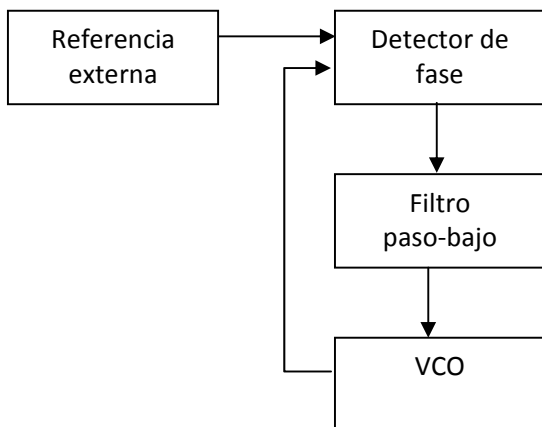 Referencia
externa
Detector de
fase
Filtro
paso-bajo
VCO